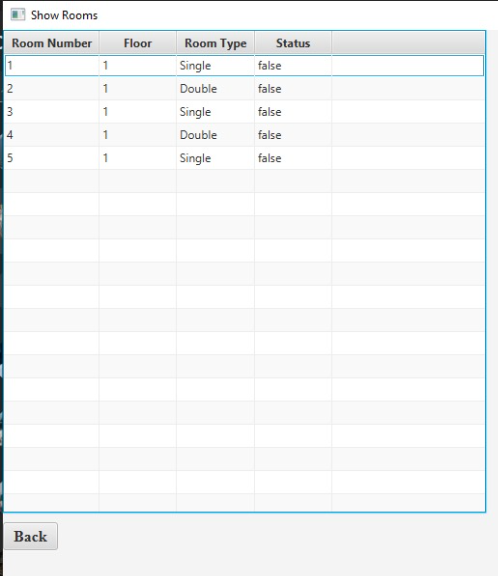 Show Rooms
Room Number Floor Room Type Status
1 1 Single false
2 1 Double false
3 1 Single false
4 1 Double false
5 1 Single false
Back